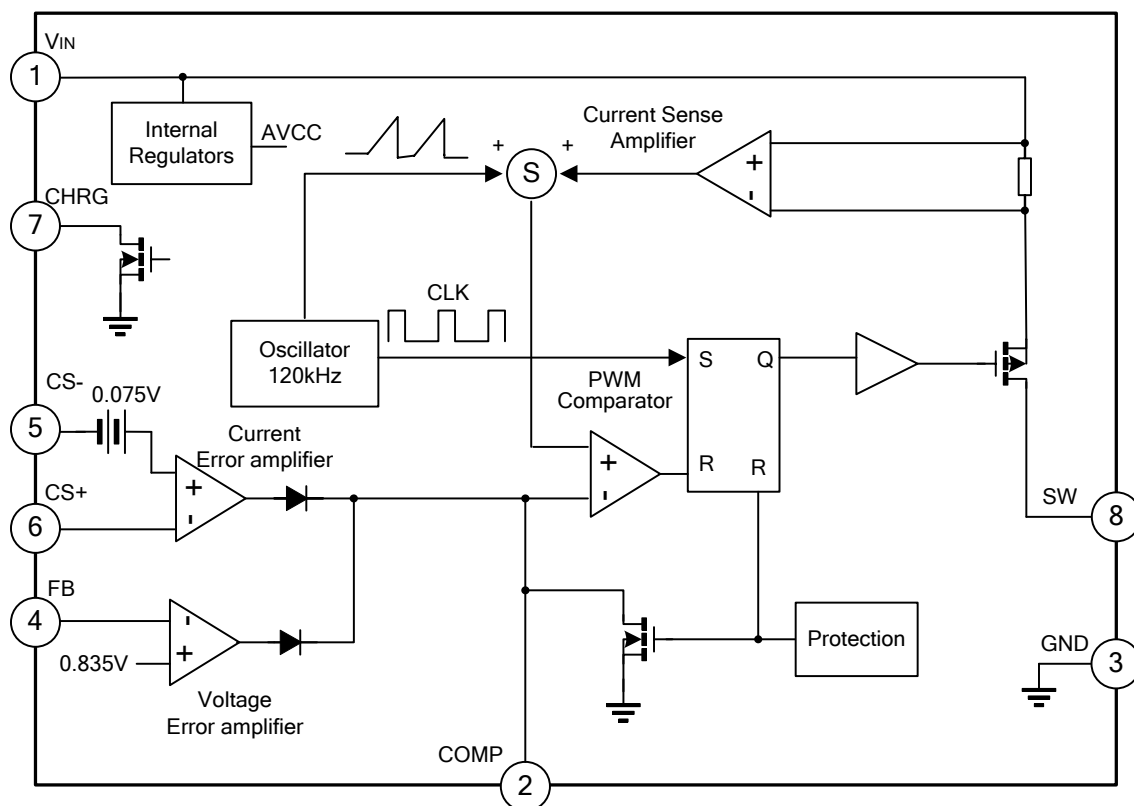 VIN
1
Internal
Regulators
AVCC
+
S
+
Current Sense
Amplifier
+
-
CHRG
7
CLK
Oscillator
120kHz
S
Q
R
R
PWM
Comparator
+
-
CS-
0.075V
5
Current
Error amplifier
+
-
CS+
6
SW
8
FB
4
-
+
0.835V
Voltage
Error amplifier
Protection
GND
3
COMP
2